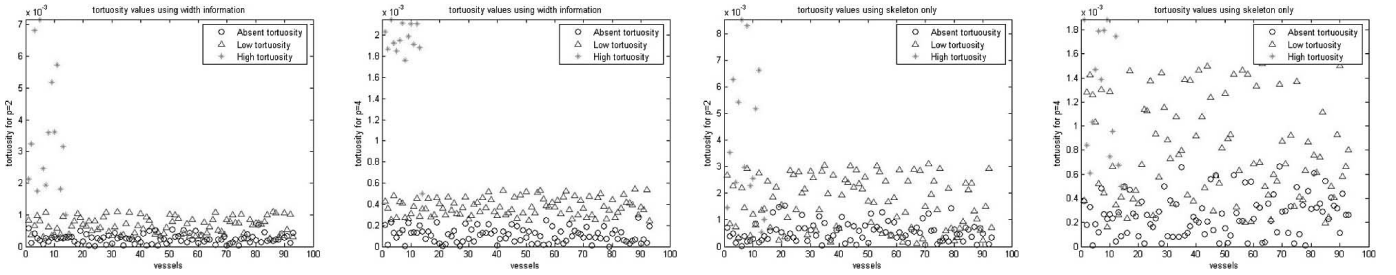 tortuosity values using width information
× 10⁻³
Absent tortuosity
Low tortuosity
High tortuosity
tortuosity for p=2
7
6
5
4
3
2
1
0
0 10 20 30 40 50 60 70 80 90 100
vessels
tortuosity values using width information
× 10⁻³
Absent tortuosity
Low tortuosity
High tortuosity
tortuosity for p=4
2
1.8
1.6
1.4
1.2
1
0.8
0.6
0.4
0.2
0
0 10 20 30 40 50 60 70 80 90 100
vessels
tortuosity values using skeleton only
× 10⁻³
Absent tortuosity
Low tortuosity
High tortuosity
tortuosity for p=2
8
7
6
5
4
3
2
1
0
0 10 20 30 40 50 60 70 80 90 100
vessels
tortuosity values using skeleton only
× 10⁻³
Absent tortuosity
Low tortuosity
High tortuosity
tortuosity for p=4
1.8
1.6
1.4
1.2
1
0.8
0.6
0.4
0.2
0
0 10 20 30 40 50 60 70 80 90 100
vessels